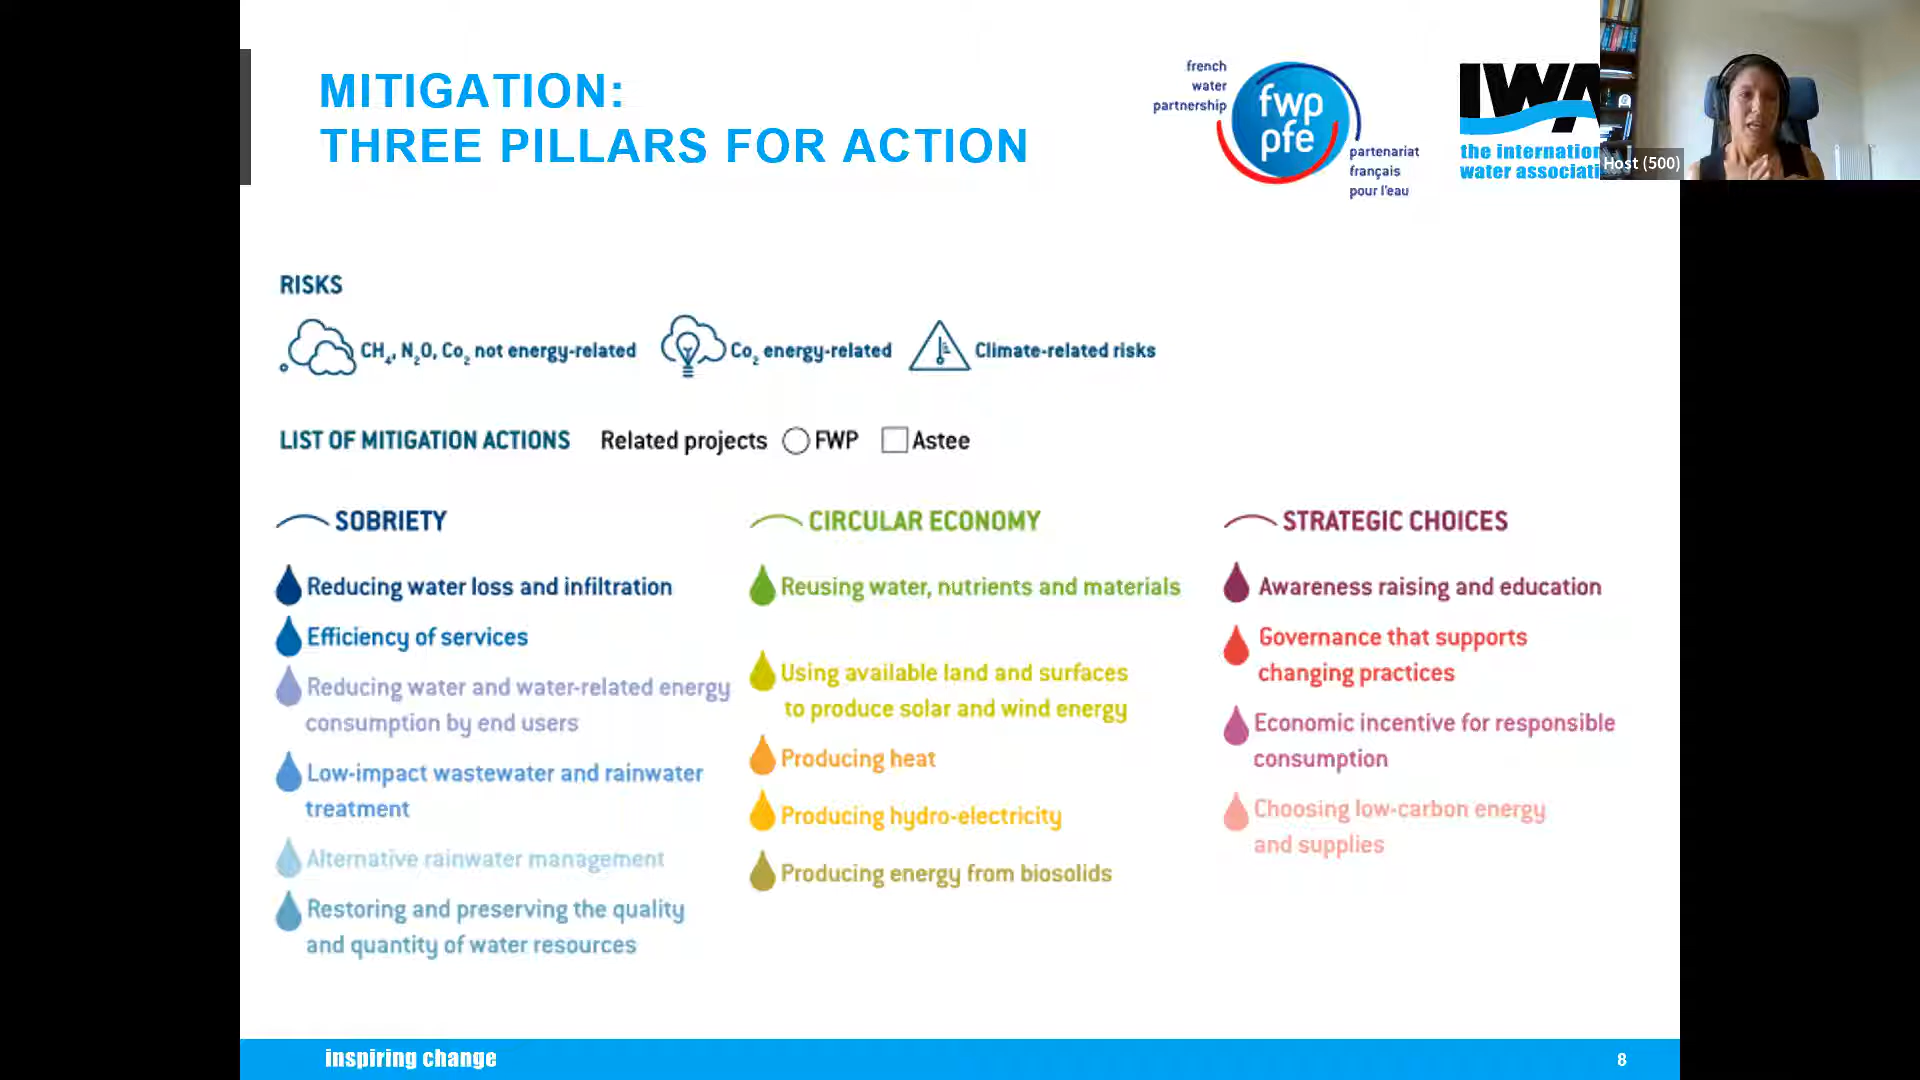 MITIGATION:
THREE PILLARS FOR ACTION
french
water
partnership
fwp
pfe
partenariat
français
pour l'eau
IWA
the internation
water associati
Host (500)
RISKS
CH4, N2O, Co2 not energy-related
Co2 energy-related
Climate-related risks
LIST OF MITIGATION ACTIONS Related projects FWP Astee
SOBRIETY
Reducing water loss and infiltration
Efficiency of services
Reducing water and water-related energy
consumption by end users
Low-impact wastewater and rainwater
treatment
Alternative rainwater management
Restoring and preserving the quality
and quantity of water resources
CIRCULAR ECONOMY
Reusing water, nutrients and materials
Using available land and surfaces
to produce solar and wind energy
Producing heat
Producing hydro-electricity
Producing energy from biosolids
STRATEGIC CHOICES
Awareness raising and education
Governance that supports
changing practices
Economic incentive for responsible
consumption
Choosing low-carbon energy
and supplies
inspiring change
8